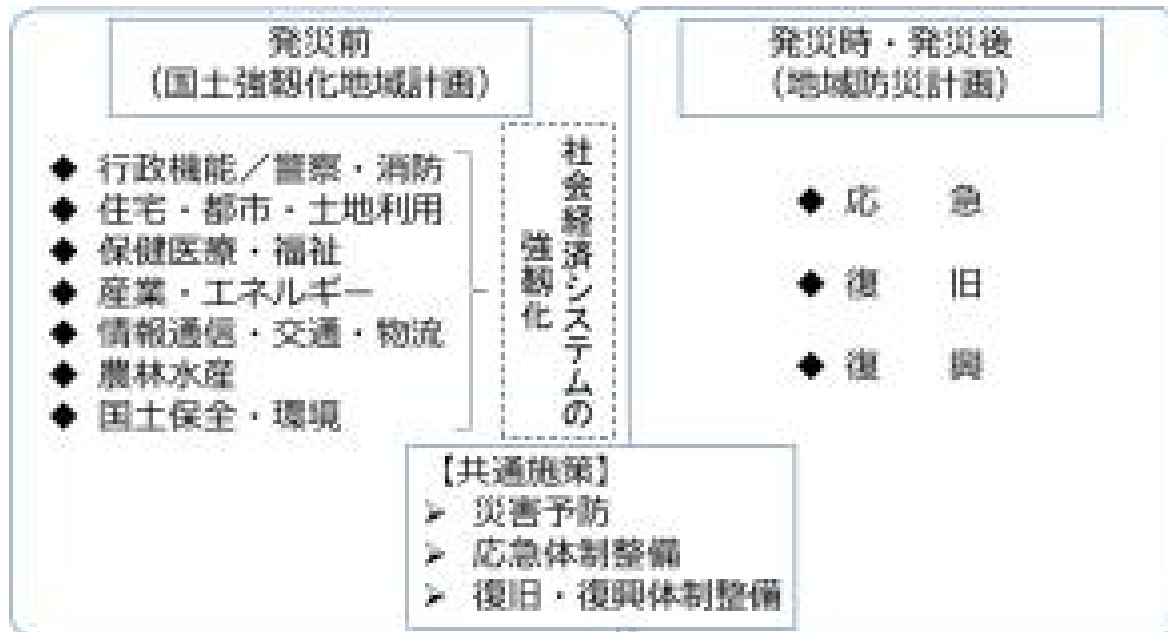 発災前
(国土強靱化地域計画)
◆ 行政機能／警察・消防
◆ 住宅・都市・土地利用
◆ 保健医療・福祉
◆ 産業・エネルギー
◆ 情報通信・交通・物流
◆ 農林水産
◆ 国土保全・環境
社会経済システムの
強靱化
発災時・発災後
(地域防災計画)
◆ 応　急
◆ 復　旧
◆ 復　興
【共通施策】
➢ 災害予防
➢ 応急体制整備
➢ 復旧・復興体制整備